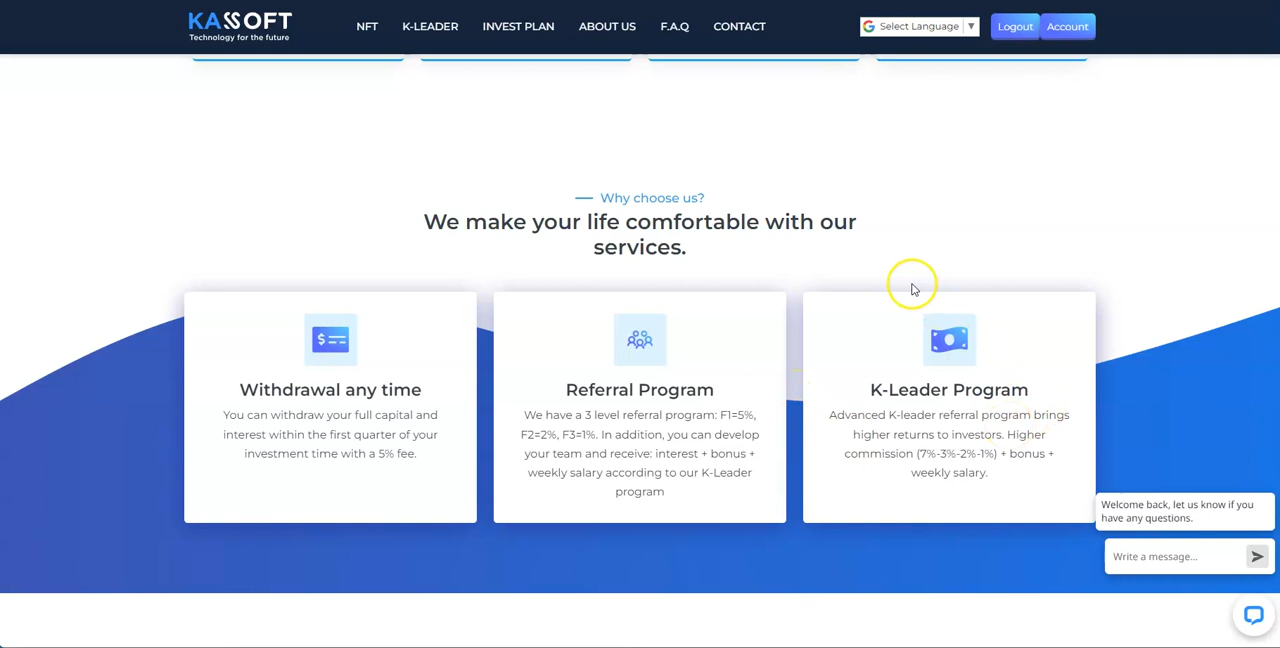 KASSOFT
Technology for the future
NFT
K-LEADER
INVEST PLAN
ABOUT US
F.A.Q
CONTACT
Select Language ▼
Logout
Account
Why choose us?
We make your life comfortable with our
services.
Withdrawal any time
You can withdraw your full capital and
interest within the first quarter of your
investment time with a 5% fee.
Referral Program
We have a 3 level referral program: F1=5%,
F2=2%, F3=1%. In addition, you can develop
your team and receive: interest + bonus +
weekly salary according to our K-Leader
program
K-Leader Program
Advanced K-leader referral program brings
higher returns to investors. Higher
commission (7%-3%-2%-1%) + bonus +
weekly salary.
Welcome back, let us know if you
have any questions.
Write a message...